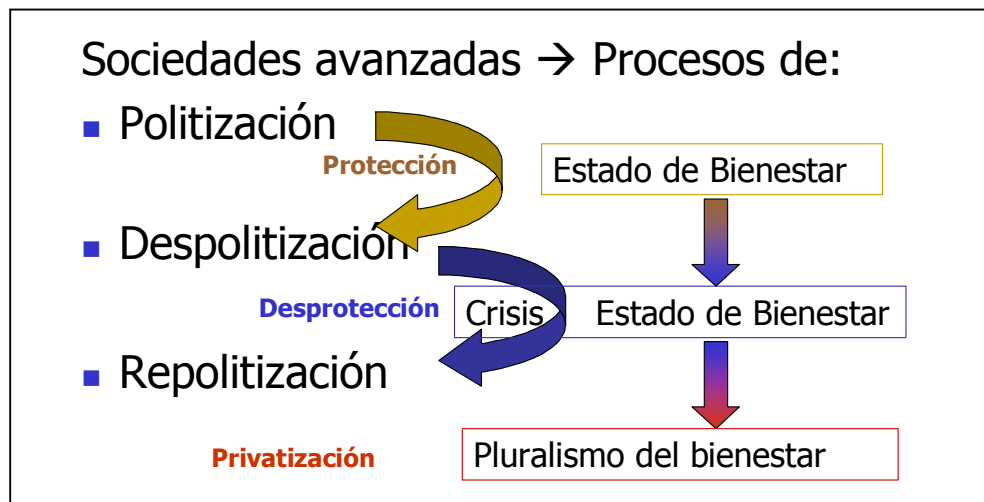 Sociedades avanzadas → Procesos de:
▪ Politización
Protección
Estado de Bienestar
▪ Despolitización
Desprotección
Crisis Estado de Bienestar
▪ Repolitización
Privatización
Pluralismo del bienestar